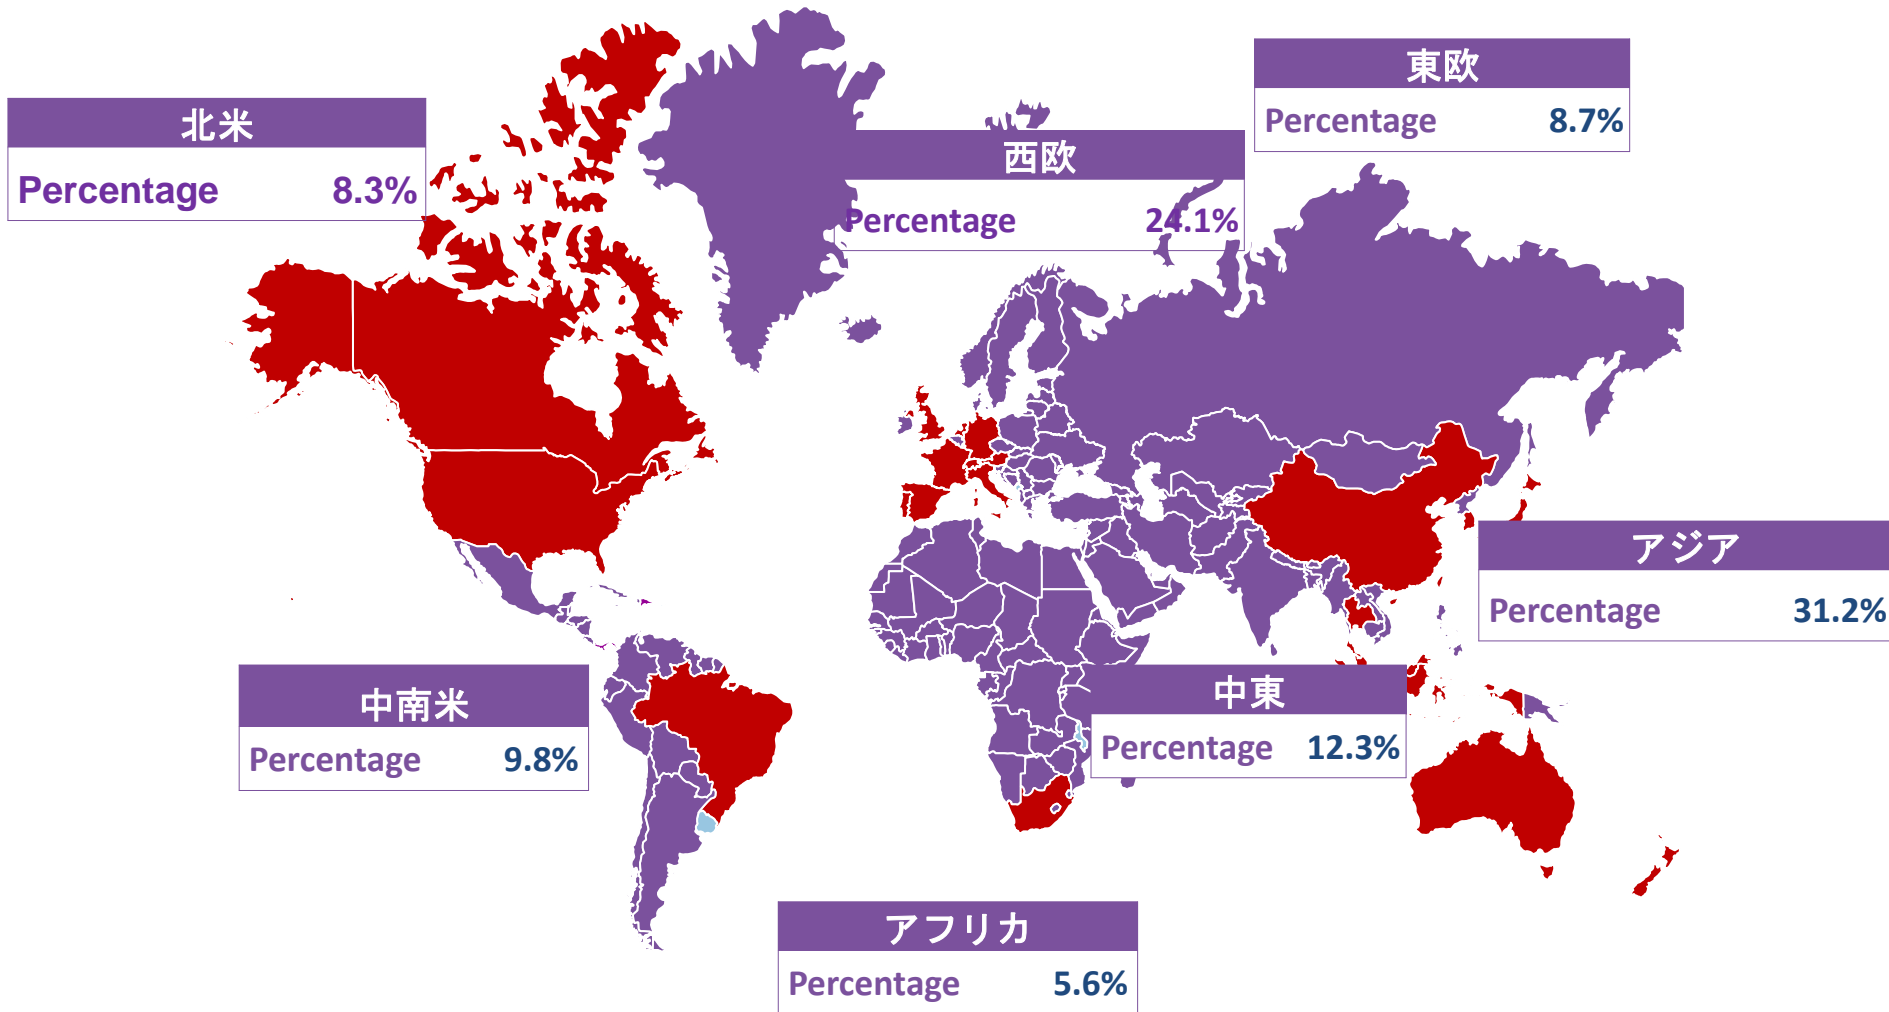 東欧
Percentage 8.7%
北米
Percentage 8.3%
西欧
Percentage 24.1%
アジア
Percentage 31.2%
中南米
Percentage 9.8%
中東
Percentage 12.3%
アフリカ
Percentage 5.6%